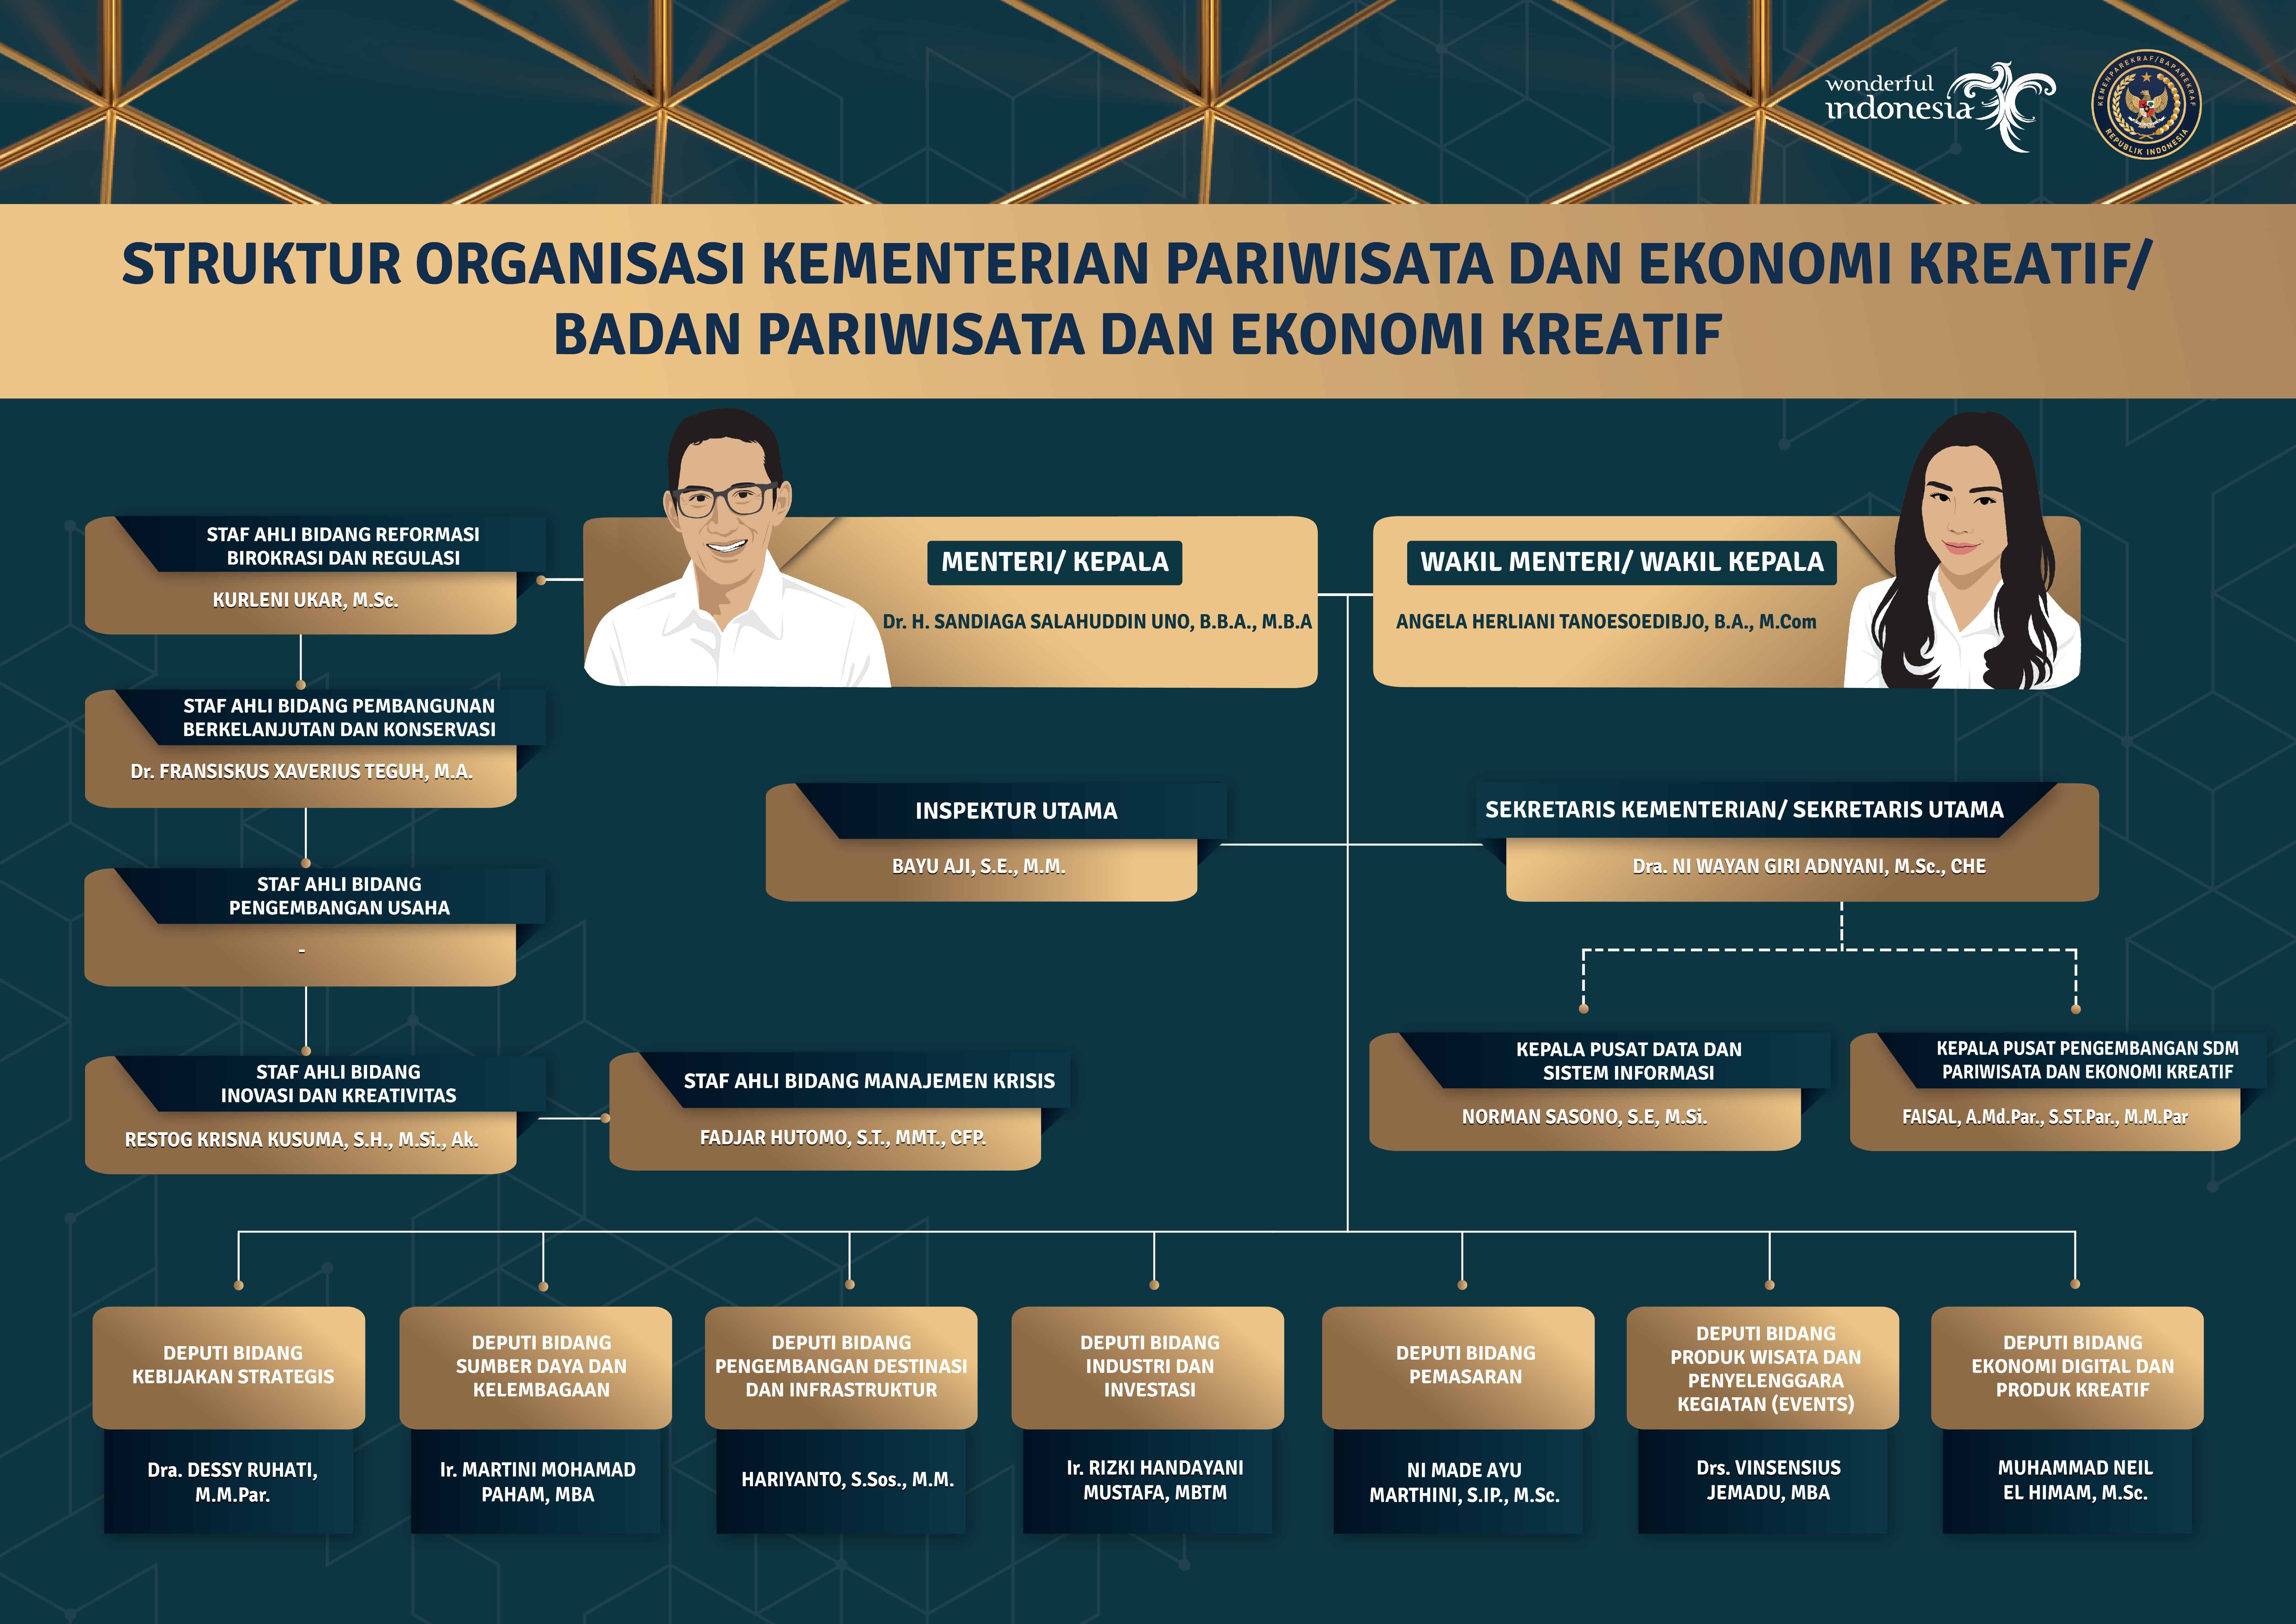 wonderful
indonesia
KEMENPAREKRAF/BAPAREKRAF
REPUBLIK INDONESIA
STRUKTUR ORGANISASI KEMENTERIAN PARIWISATA DAN EKONOMI KREATIF/
BADAN PARIWISATA DAN EKONOMI KREATIF
MENTERI/ KEPALA
Dr. H. SANDIAGA SALAHUDDIN UNO, B.B.A., M.B.A
WAKIL MENTERI/ WAKIL KEPALA
ANGELA HERLIANI TANOESOEDIBJO, B.A., M.Com
STAF AHLI BIDANG REFORMASI
BIROKRASI DAN REGULASI
KURLENI UKAR, M.Sc.
STAF AHLI BIDANG PEMBANGUNAN
BERKELANJUTAN DAN KONSERVASI
Dr. FRANSISKUS XAVERIUS TEGUH, M.A.
STAF AHLI BIDANG
PENGEMBANGAN USAHA
-
STAF AHLI BIDANG
INOVASI DAN KREATIVITAS
RESTOG KRISNA KUSUMA, S.H., M.Si., Ak.
STAF AHLI BIDANG MANAJEMEN KRISIS
FADJAR HUTOMO, S.T., MMT., CFP.
INSPEKTUR UTAMA
BAYU AJI, S.E., M.M.
SEKRETARIS KEMENTERIAN/ SEKRETARIS UTAMA
Dra. NI WAYAN GIRI ADNYANI, M.Sc., CHE
KEPALA PUSAT DATA DAN
SISTEM INFORMASI
NORMAN SASONO, S.E, M.Si.
KEPALA PUSAT PENGEMBANGAN SDM
PARIWISATA DAN EKONOMI KREATIF
FAISAL, A.Md.Par., S.ST.Par., M.M.Par
DEPUTI BIDANG
KEBIJAKAN STRATEGIS
Dra. DESSY RUHATI,
M.M.Par.
DEPUTI BIDANG
SUMBER DAYA DAN
KELEMBAGAAN
Ir. MARTINI MOHAMAD
PAHAM, MBA
DEPUTI BIDANG
PENGEMBANGAN DESTINASI
DAN INFRASTRUKTUR
HARIYANTO, S.Sos., M.M.
DEPUTI BIDANG
INDUSTRI DAN
INVESTASI
Ir. RIZKI HANDAYANI
MUSTAFA, MBTM
DEPUTI BIDANG
PEMASARAN
NI MADE AYU
MARTHINI, S.IP., M.Sc.
DEPUTI BIDANG
PRODUK WISATA DAN
PENYELENGGARA
KEGIATAN (EVENTS)
Drs. VINSENSIUS
JEMADU, MBA
DEPUTI BIDANG
EKONOMI DIGITAL DAN
PRODUK KREATIF
MUHAMMAD NEIL
EL HIMAM, M.Sc.